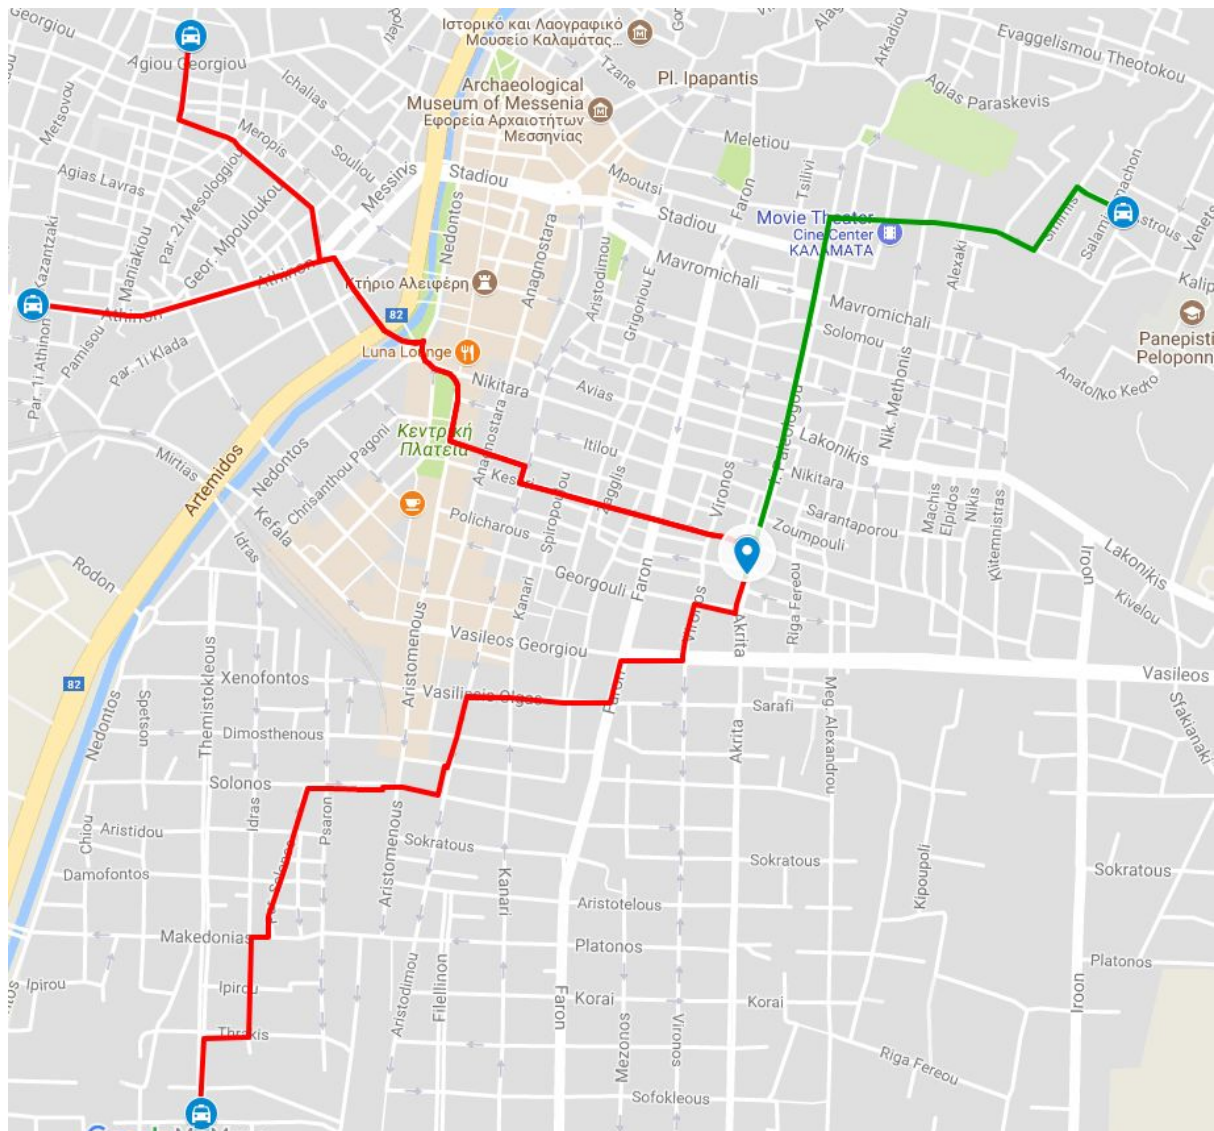 Georgiou
Ιστορικό και Λαογραφικό
Μουσείο Καλαμάτας...
Arkadiou
Evaggelismou Theotokou
Agiou Georgiou
Ichalias
Tzane
Pl. Ipapantis
Metsovou
Archaeological
Museum of Messenia
Εφορεία Αρχαιοτήτων
Μεσσηνίας
Agias Paraskevis
Meropis
Souliou
Meletiou
Agias Lavras
Par. 2i Mesologgiou
Messinis
Stadiou
Mpoutsi
Tsilivi
Faron
Geor. Mpouloukou
Nedontos
Stadiou
Movie Theater
Cine Center
ΚΑΛΑΜΑΤΑ
Smirnis
Kazantzaki
Maniakiou
Anagnostara
Aristodimou
Mavromichali
Alexaki
Athinon
Κτήριο Αλειφέρη
Grigoriou E.
Athinon
Pamisou
Par. 1i Klada
Par. 1i Athinon
82
Luna Lounge
Mavromichali
Solomou
Panepisti
Peloponn
Nikitara
Avias
Nik. Methonis
Κεντρική
Πλατεία
Anagnostara
Itilou
I. Paleologou
Lakonikis
Artemidos
Mirtias
Nedontos
Chrisanthou Pagoni
Kefala
Idras
Spiropoulou
Zagglis
Vironos
Nikitara
Sarantaporou
Machis
Elpidos
Nikis
Klitemnistras
Policharous
Zoumpouli
Rodon
Georgouli
Kanari
Faron
Riga Fereou
Iroon
Lakonikis
Kivelou
Vasileos Georgiou
Aristomenous
Vironos
Akrita
Vasileos
82
Xenofontos
Vasilissis Olgas
Faron
Sarafi
Meg. Alexandrou
Sfakianaki
Spetson
Nedontos
Themistokleous
Dimosthenous
Akrita
Solonos
Idras
Psaron
Chiou
Aristidou
Aristomenous
Sokratous
Sokratous
Kipoupoli
Sokratous
Damofontos
Kanari
Aristotelous
Makedonias
Platonos
Platonos
Ipirou
Ipirou
Aristodimou
Filellinon
Faron
Korai
Korai
Iroon
Thrakis
Mezonos
Vironos
Riga Fereou
Sofokleous